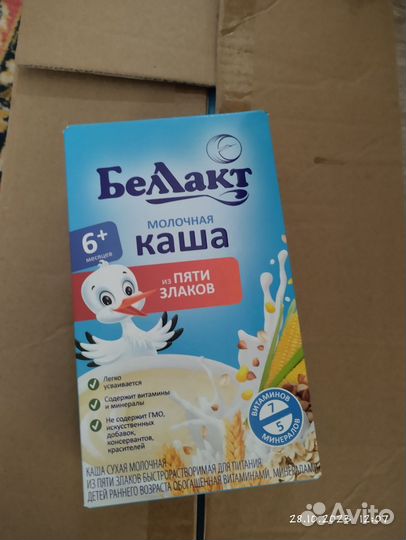 Беллакт
6+
месяцев
МОЛОЧНАЯ
каша
из ПЯТИ
ЗЛАКОВ
Легко
усваивается
Содержит витамины
и минералы
Не содержит ГМО,
искусственных
добавок,
консервантов,
красителей
ВИТАМИНОВ
7
5
МИНЕРАЛОВ
КАША СУХАЯ МОЛОЧНАЯ
ИЗ ПЯТИ ЗЛАКОВ БЫСТРОРАСТВОРИМАЯ ДЛЯ ПИТАНИЯ
ДЕТЕЙ РАННЕГО ВОЗРАСТА ОБОГАЩЕННАЯ ВИТАМИНАМИ, МИНЕРАЛАМИ
28.10.2023 12:07
Avito